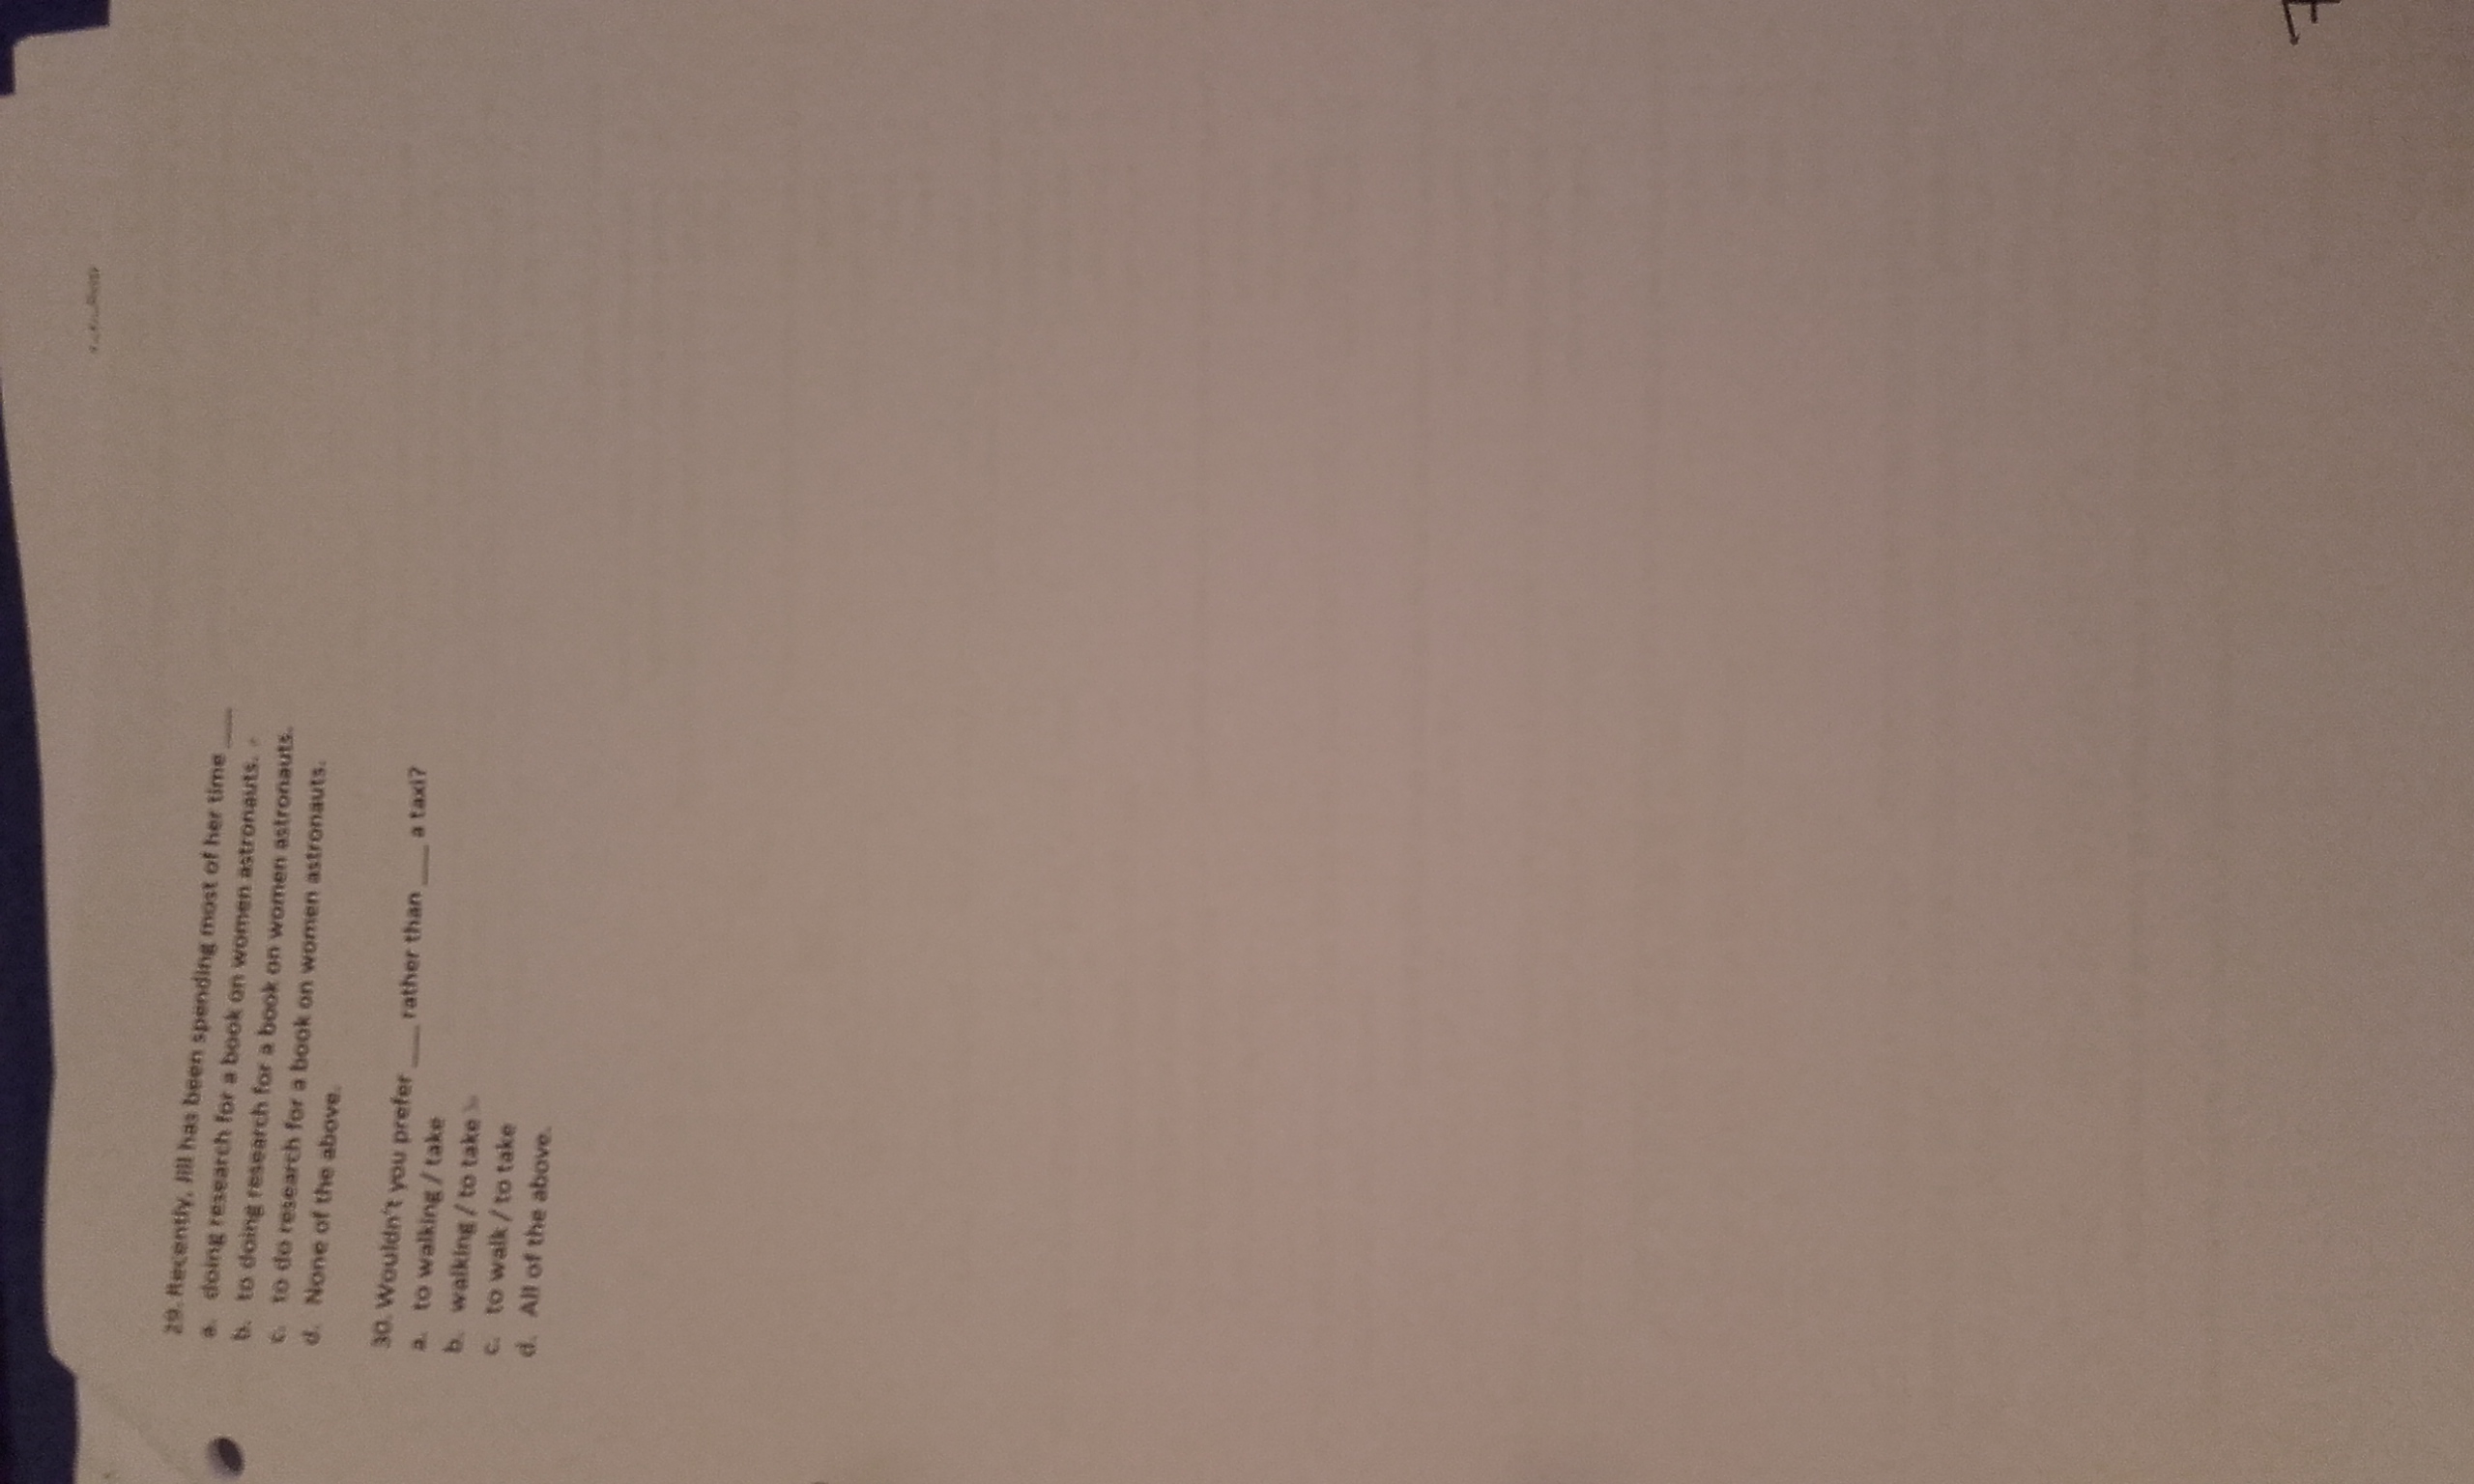 29. Recently, Jill has been spending most of her time ___
a. doing research for a book on women astronauts.
b. to doing research for a book on women astronauts.
c. to do research for a book on women astronauts.
d. None of the above.
30. Wouldn't you prefer ___ rather than ___ a taxi?
a. to walking / take
b. walking / to take
c. to walk / to take
d. All of the above.